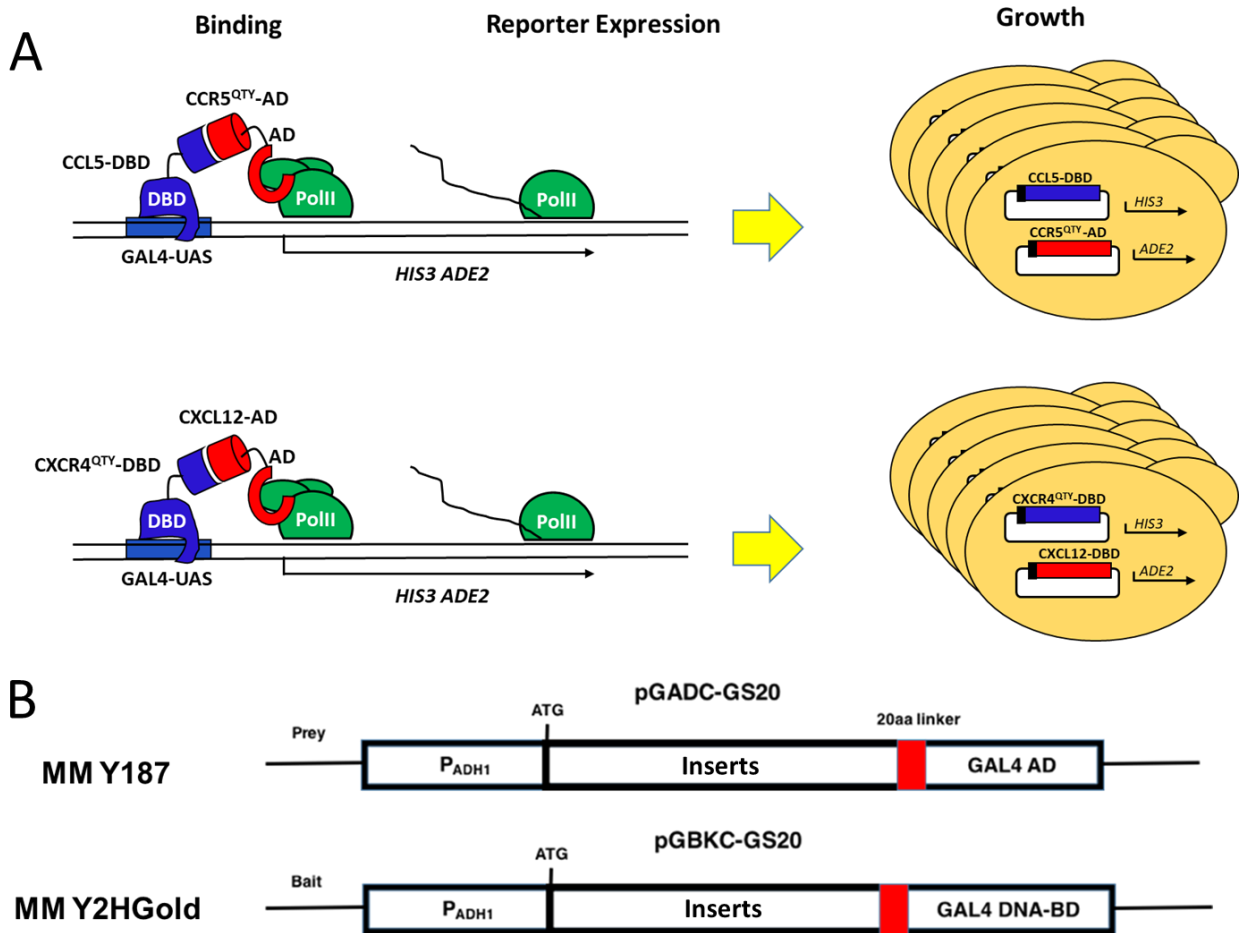 Binding
Reporter Expression
Growth
A
CCR5QTY-AD
AD
CCL5-DBD
DBD
PolII
PolII
GAL4-UAS
HIS3 ADE2
CCL5-DBD
HIS3
CCR5QTY-AD
ADE2
CXCL12-AD
AD
CXCR4QTY-DBD
DBD
PolII
PolII
GAL4-UAS
HIS3 ADE2
CXCR4QTY-DBD
HIS3
CXCL12-DBD
ADE2
B
pGADC-GS20
ATG
20aa linker
Prey
MM Y187
PADH1
Inserts
GAL4 AD
pGBKC-GS20
ATG
Bait
MM Y2HGold
PADH1
Inserts
GAL4 DNA-BD